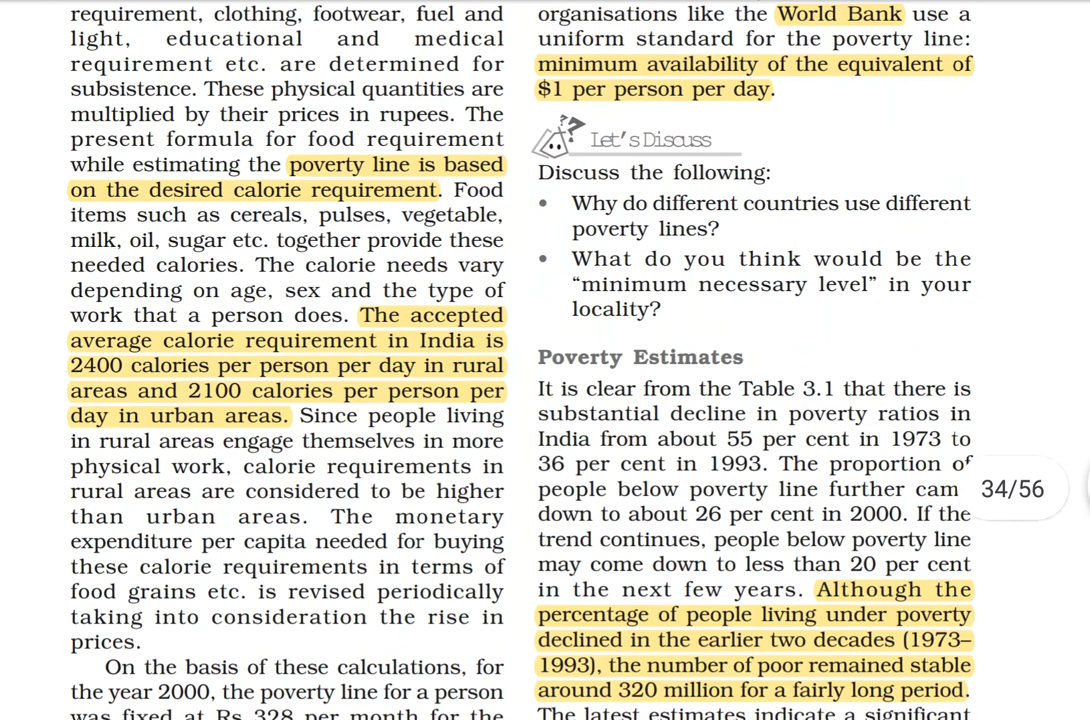 requirement, clothing, footwear, fuel and
light, educational and medical
requirement etc. are determined for
subsistence. These physical quantities are
multiplied by their prices in rupees. The
present formula for food requirement
while estimating the poverty line is based
on the desired calorie requirement. Food
items such as cereals, pulses, vegetable,
milk, oil, sugar etc. together provide these
needed calories. The calorie needs vary
depending on age, sex and the type of
work that a person does. The accepted
average calorie requirement in India is
2400 calories per person per day in rural
areas and 2100 calories per person per
day in urban areas. Since people living
in rural areas engage themselves in more
physical work, calorie requirements in
rural areas are considered to be higher
than urban areas. The monetary
expenditure per capita needed for buying
these calorie requirements in terms of
food grains etc. is revised periodically
taking into consideration the rise in
prices.
On the basis of these calculations, for
the year 2000, the poverty line for a person
was fixed at Rs 328 per month for the
organisations like the World Bank use a
uniform standard for the poverty line:
minimum availability of the equivalent of
$1 per person per day.
Let's Discuss
Discuss the following:
• Why do different countries use different
poverty lines?
• What do you think would be the
“minimum necessary level” in your
locality?
Poverty Estimates
It is clear from the Table 3.1 that there is
substantial decline in poverty ratios in
India from about 55 per cent in 1973 to
36 per cent in 1993. The proportion of
people below poverty line further cam
down to about 26 per cent in 2000. If the
trend continues, people below poverty line
may come down to less than 20 per cent
in the next few years. Although the
percentage of people living under poverty
declined in the earlier two decades (1973–
1993), the number of poor remained stable
around 320 million for a fairly long period.
The latest estimates indicate a significant
34/56